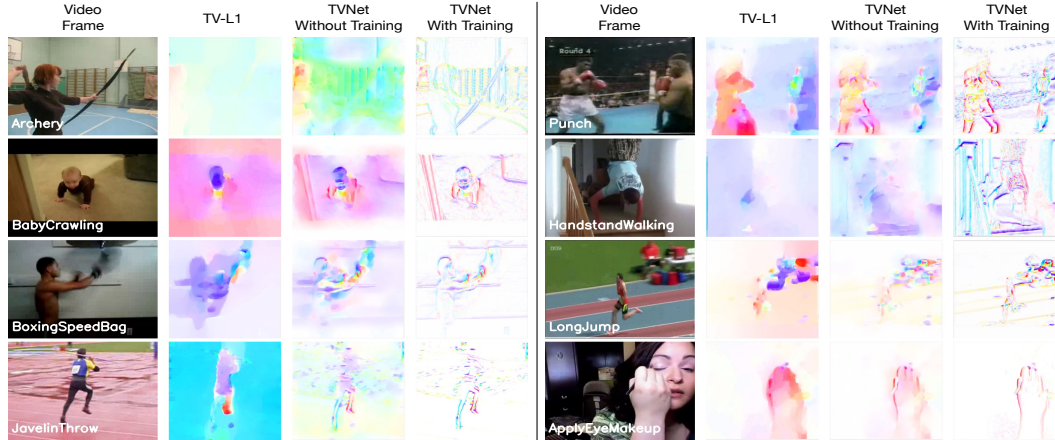 Video
Frame
TV-L1
TVNet
Without Training
TVNet
With Training
Video
Frame
TV-L1
TVNet
Without Training
TVNet
With Training
Archery
Round 4
Punch
BabyCrawling
HandstandWalking
BoxingSpeedBag
LongJump
JavelinThrow
ApplyEyeMakeup